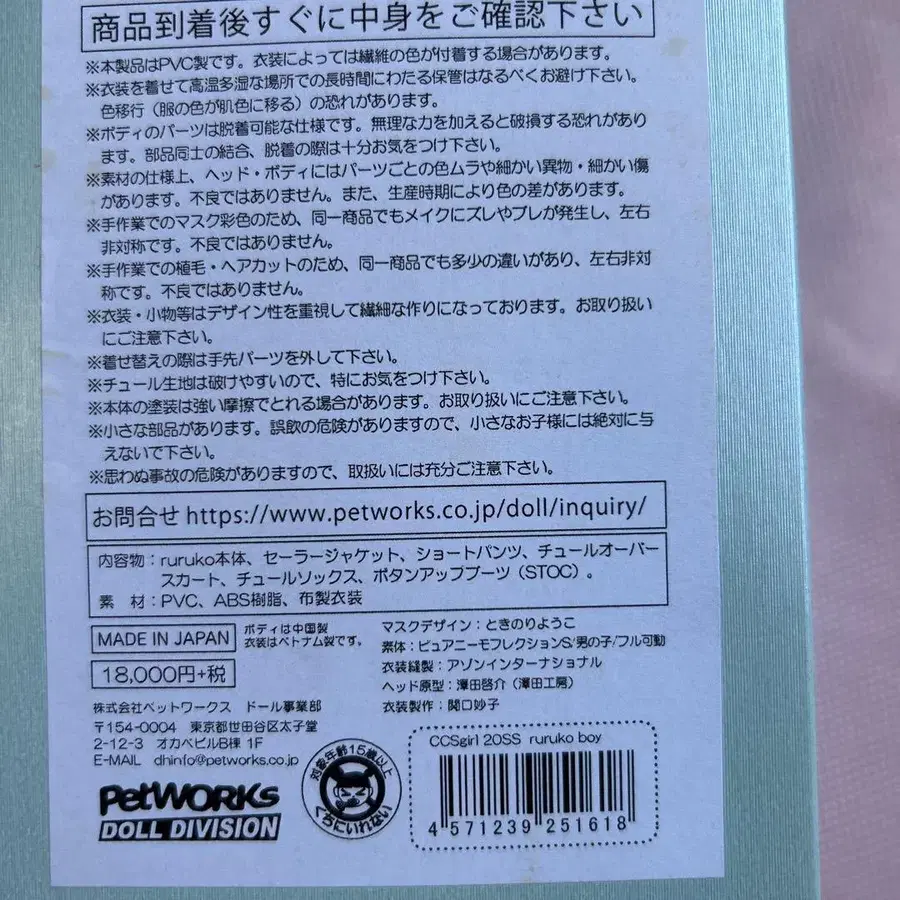 商品到着後すぐに中身をご確認下さい
※本製品はPVC製です。衣装によっては繊維の色が付着する場合があります。
※衣装を着せて高温多湿な場所での長時間にわたる保管はなるべくお避け下さい。
色移行（服の色が肌色に移る）の恐れがあります。
※ボディのパーツは脱着可能な仕様です。無理な力を加えると破損する恐れがあり
ます。部品同士の結合、脱着の際は十分お気をつけ下さい。
※素材の仕様上、ヘッド・ボディにはパーツごとの色ムラや細かい異物・細かい傷
があります。不良ではありません。また、生産時期により色の差があります。
※手作業でのマスク彩色のため、同一商品でもメイクにズレやブレが発生し、左右
非対称です。不良ではありません。
※手作業での植毛・ヘアカットのため、同一商品でも多少の違いがあり、左右非対
称です。不良ではありません。
※衣装・小物等はデザイン性を重視して繊細な作りになっております。お取り扱い
にご注意下さい。
※着せ替えの際は手先パーツを外して下さい。
※チュール生地は破けやすいので、特にお気をつけ下さい。
※本体の塗装は強い摩擦でとれる場合があります。お取り扱いにご注意下さい。
※小さな部品があります。誤飲の危険がありますので、小さなお子様には絶対に与
えないで下さい。
※思わぬ事故の危険がありますので、取扱いには充分ご注意下さい。
お問合せ https://www.petworks.co.jp/doll/inquiry/
内容物：ruruko本体、セーラージャケット、ショートパンツ、チュールオーバー
スカート、チュールソックス、ボタンアップブーツ（STOC）。
素　材：PVC、ABS樹脂、布製衣装
MADE IN JAPAN
ボディは中国製
衣装はベトナム製です。
18,000円+税
マスクデザイン：ときのりようこ
素体：ピュアニーモフレクションS/男の子/フル可動
衣装縫製：アゾンインターナショナル
ヘッド原型：澤田啓介（澤田工房）
衣装製作：関口妙子
株式会社ペットワークス　ドール事業部
〒154-0004　東京都世田谷区太子堂
2-12-3　オカベビルB棟 1F
E-MAIL　dhinfo@petworks.co.jp
PetWORKs
DOLL DIVISION
対象年齢15歳以上
くちにいれない
CCSgirl 20SS ruruko boy
4 571239 251618